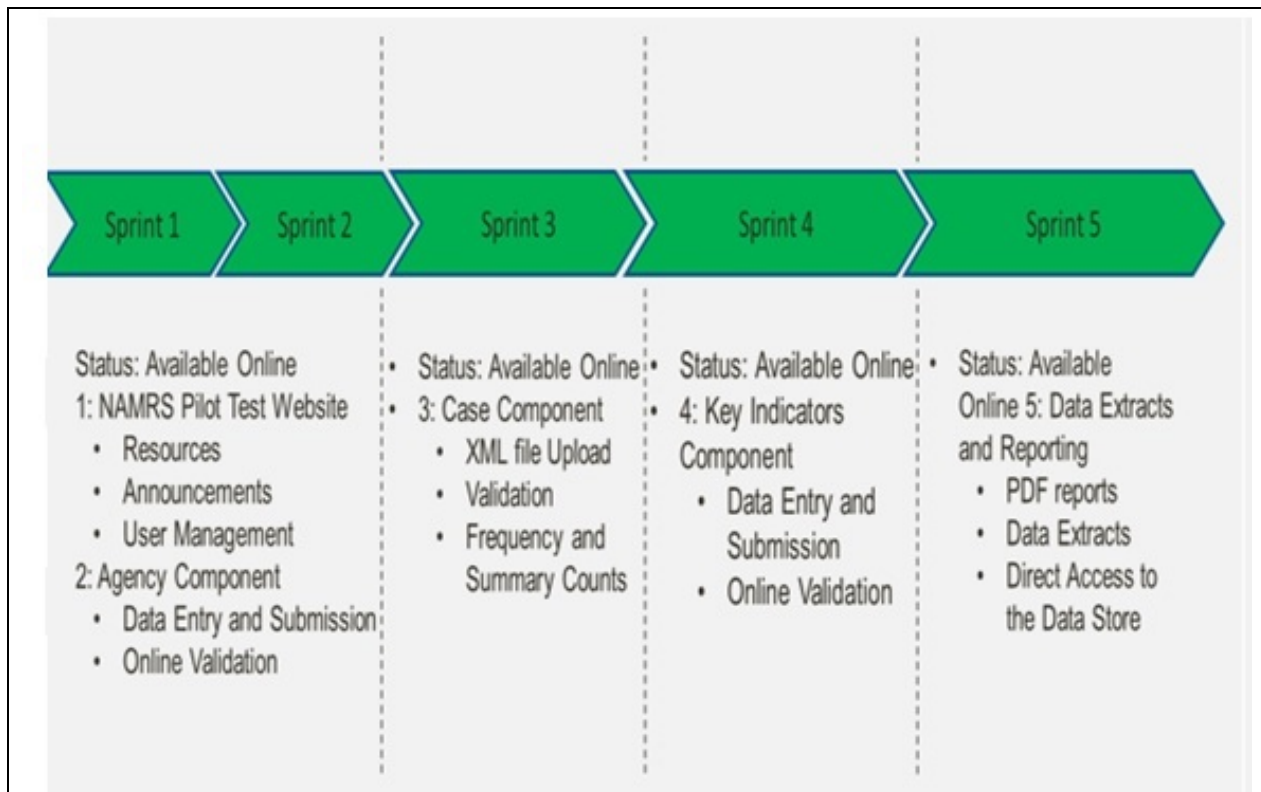 Sprint 1
Sprint 2
Sprint 3
Sprint 4
Sprint 5
Status: Available Online
1: NAMRS Pilot Test Website
• Resources
• Announcements
• User Management
2: Agency Component
• Data Entry and Submission
• Online Validation
• Status: Available Online
• 3: Case Component
• XML file Upload
• Validation
• Frequency and
Summary Counts
• Status: Available Online
• 4: Key Indicators
Component
• Data Entry and
Submission
• Online Validation
• Status: Available
Online 5: Data Extracts
and Reporting
• PDF reports
• Data Extracts
• Direct Access to
the Data Store